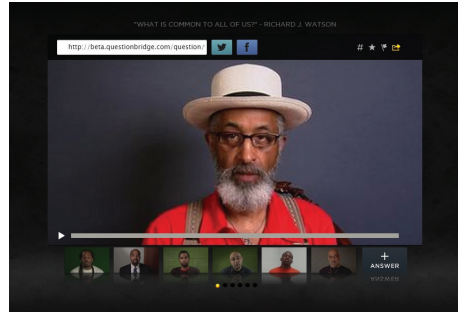 "WHAT IS COMMON TO ALL OF US?" - RICHARD J. WATSON
http://beta.questionbridge.com/question/
+
ANSWER